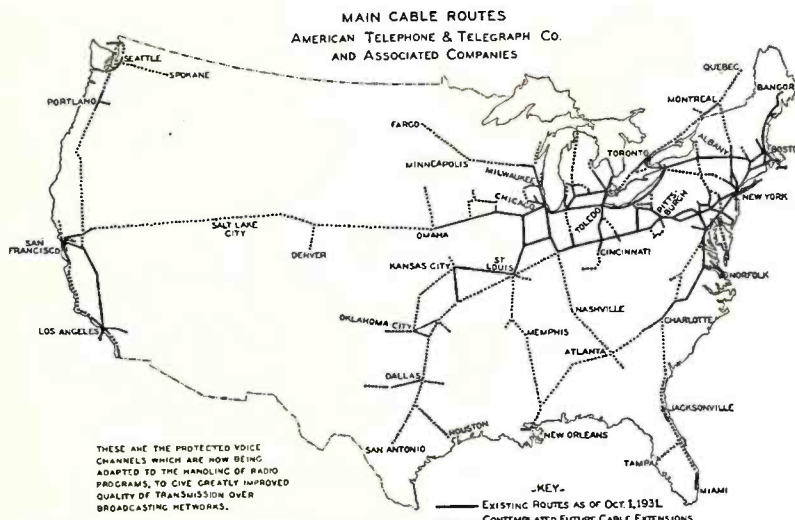 MAIN CABLE ROUTES
AMERICAN TELEPHONE & TELEGRAPH CO.
AND ASSOCIATED COMPANIES
SEATTLE
SPOKANE
PORTLAND
QUEBEC
BANGOR
MONTREAL
FARGO
MINNEAPOLIS
MILWAUKEE
TORONTO
ALBANY
BOSTON
CHICAGO
TOLEDO
PITTS-
BURGH
NEW YORK
SALT LAKE
CITY
OMAHA
SAN
FRANCISCO
DENVER
CINCINNATI
KANSAS CITY
ST
LOUIS
NORFOLK
LOS ANGELES
OKLAHOMA CITY
NASHVILLE
MEMPHIS
CHARLOTTE
ATLANTA
DALLAS
JACKSONVILLE
HOUSTON
SAN ANTONIO
NEW ORLEANS
TAMPA
MIAMI
THESE ARE THE PROTECTED VOICE
CHANNELS WHICH ARE NOW BEING
ADAPTED TO THE HANDLING OF RADIO
PROGRAMS, TO GIVE GREATLY IMPROVED
QUALITY OF TRANSMISSION OVER
BROADCASTING NETWORKS.
-KEY-
EXISTING ROUTES AS OF OCT. 1, 1931.
CONTEMPLATED FUTURE CABLE EXTENSIONS